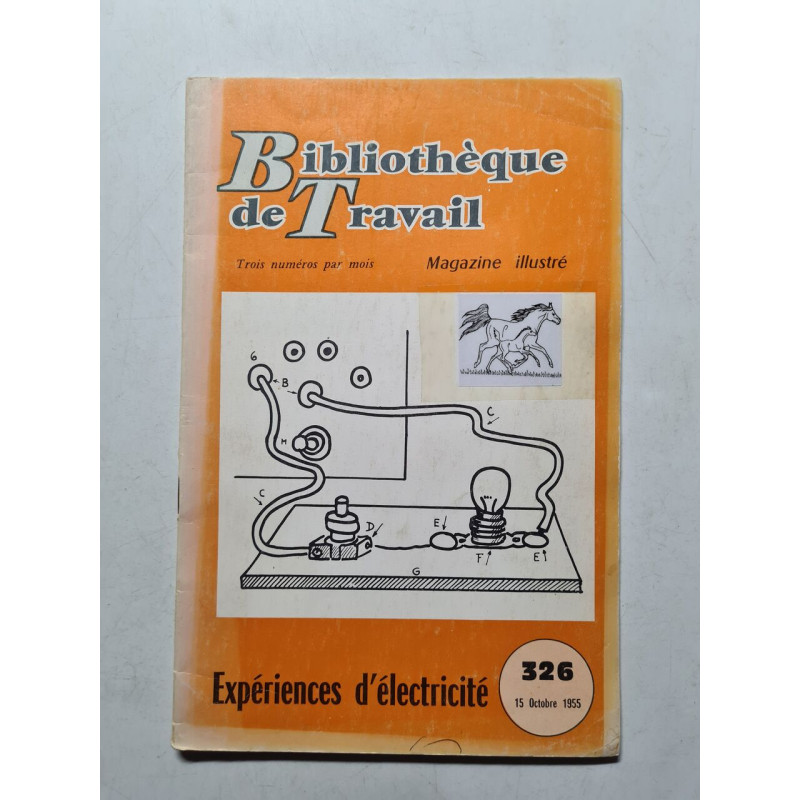 Bibliothèque
de Travail
Trois numéros par mois
Magazine illustré
6
B
M
C
C
D
E
F
E
G
Expériences d'électricité
326
15 Octobre 1955